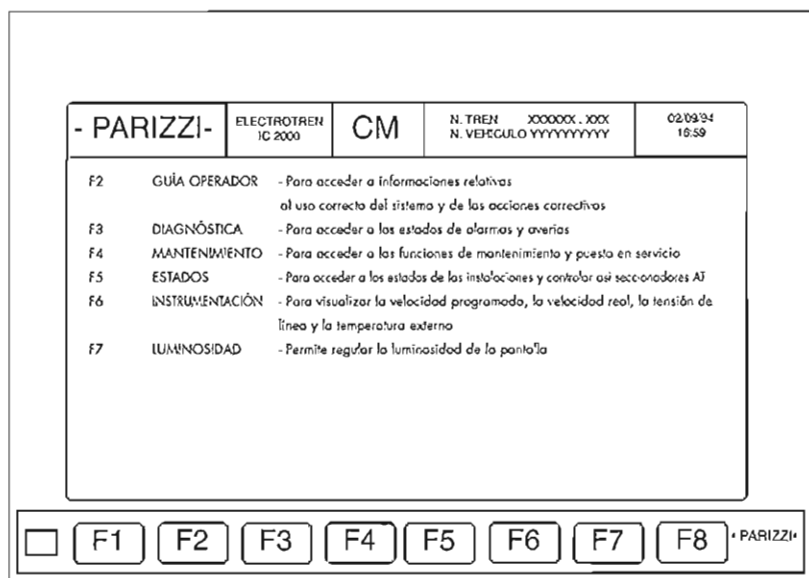 - PARIZZI-
ELECTROTREN
IC 2000
CM
N. TREN XXXXXX . XXX
N. VEHICULO YYYYYYYYYY
02/09/94
16:59
F2 GUÍA OPERADOR - Para acceder a informaciones relativas
al uso correcto del sistema y de las acciones correctivas
F3 DIAGNÓSTICA - Para acceder a los estados de alarmas y averias
F4 MANTENIMIENTO - Para acceder a las funciones de mantenimiento y puesta en servicio
F5 ESTADOS - Para acceder a los estados de las instalaciones y controlar asi seccionadores AT
F6 INSTRUMENTACIÓN - Para visualizar la velocidad programada, la velocidad real, la tensión de
línea y la temperatura externa
F7 LUMINOSIDAD - Permite regular la luminosidad de la pantalla
F1 F2 F3 F4 F5 F6 F7 F8 • PARIZZI•